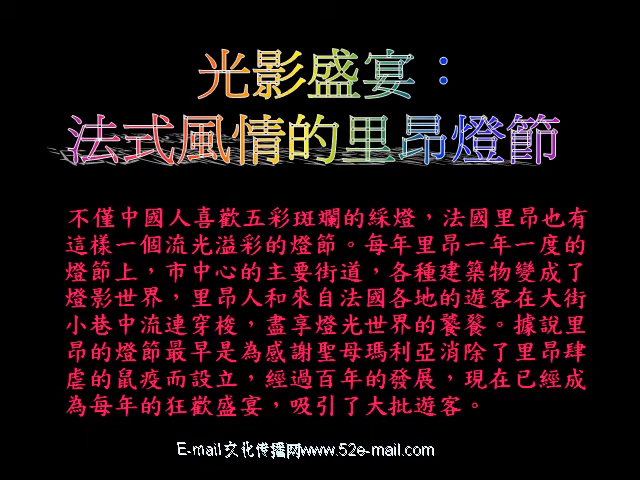 光影盛宴：
法式風情的里昂燈節
不僅中國人喜歡五彩斑斕的綵燈，法國里昂也有
這樣一個流光溢彩的燈節。每年里昂一年一度的
燈節上，市中心的主要街道，各種建築物變成了
燈影世界，里昂人和來自法國各地的遊客在大街
小巷中流連穿梭，盡享燈光世界的饕餮。據說里
昂的燈節最早是為感謝聖母瑪利亞消除了里昂肆
虐的鼠疫而設立，經過百年的發展，現在已經成
為每年的狂歡盛宴，吸引了大批遊客。
E-mail文化传播网www.52e-mail.com